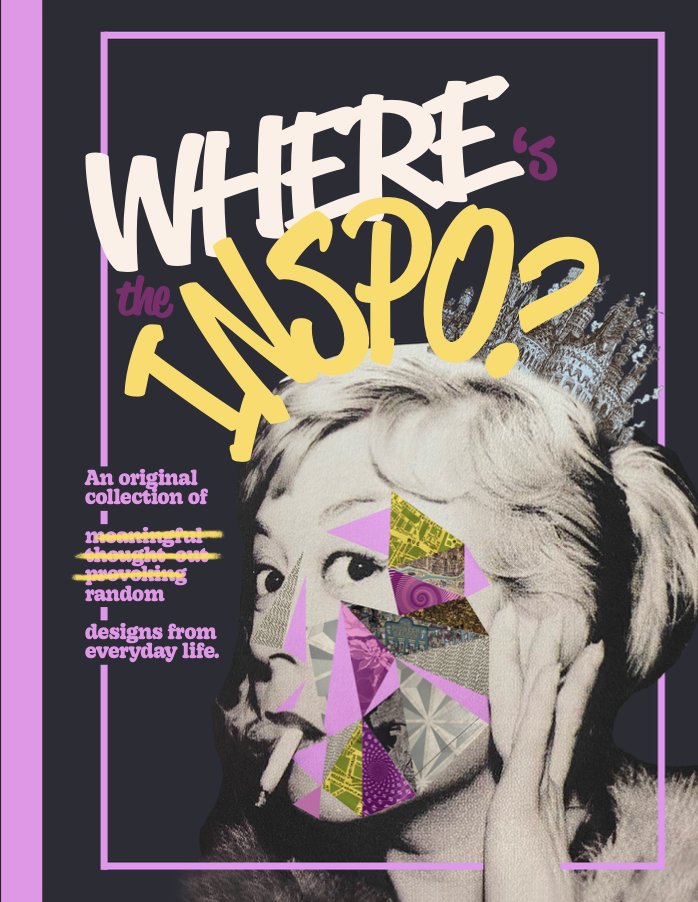 WHERE's
the INSPO?
An original
collection of
meaningful
thought-out
provoking
random
designs from
everyday life.